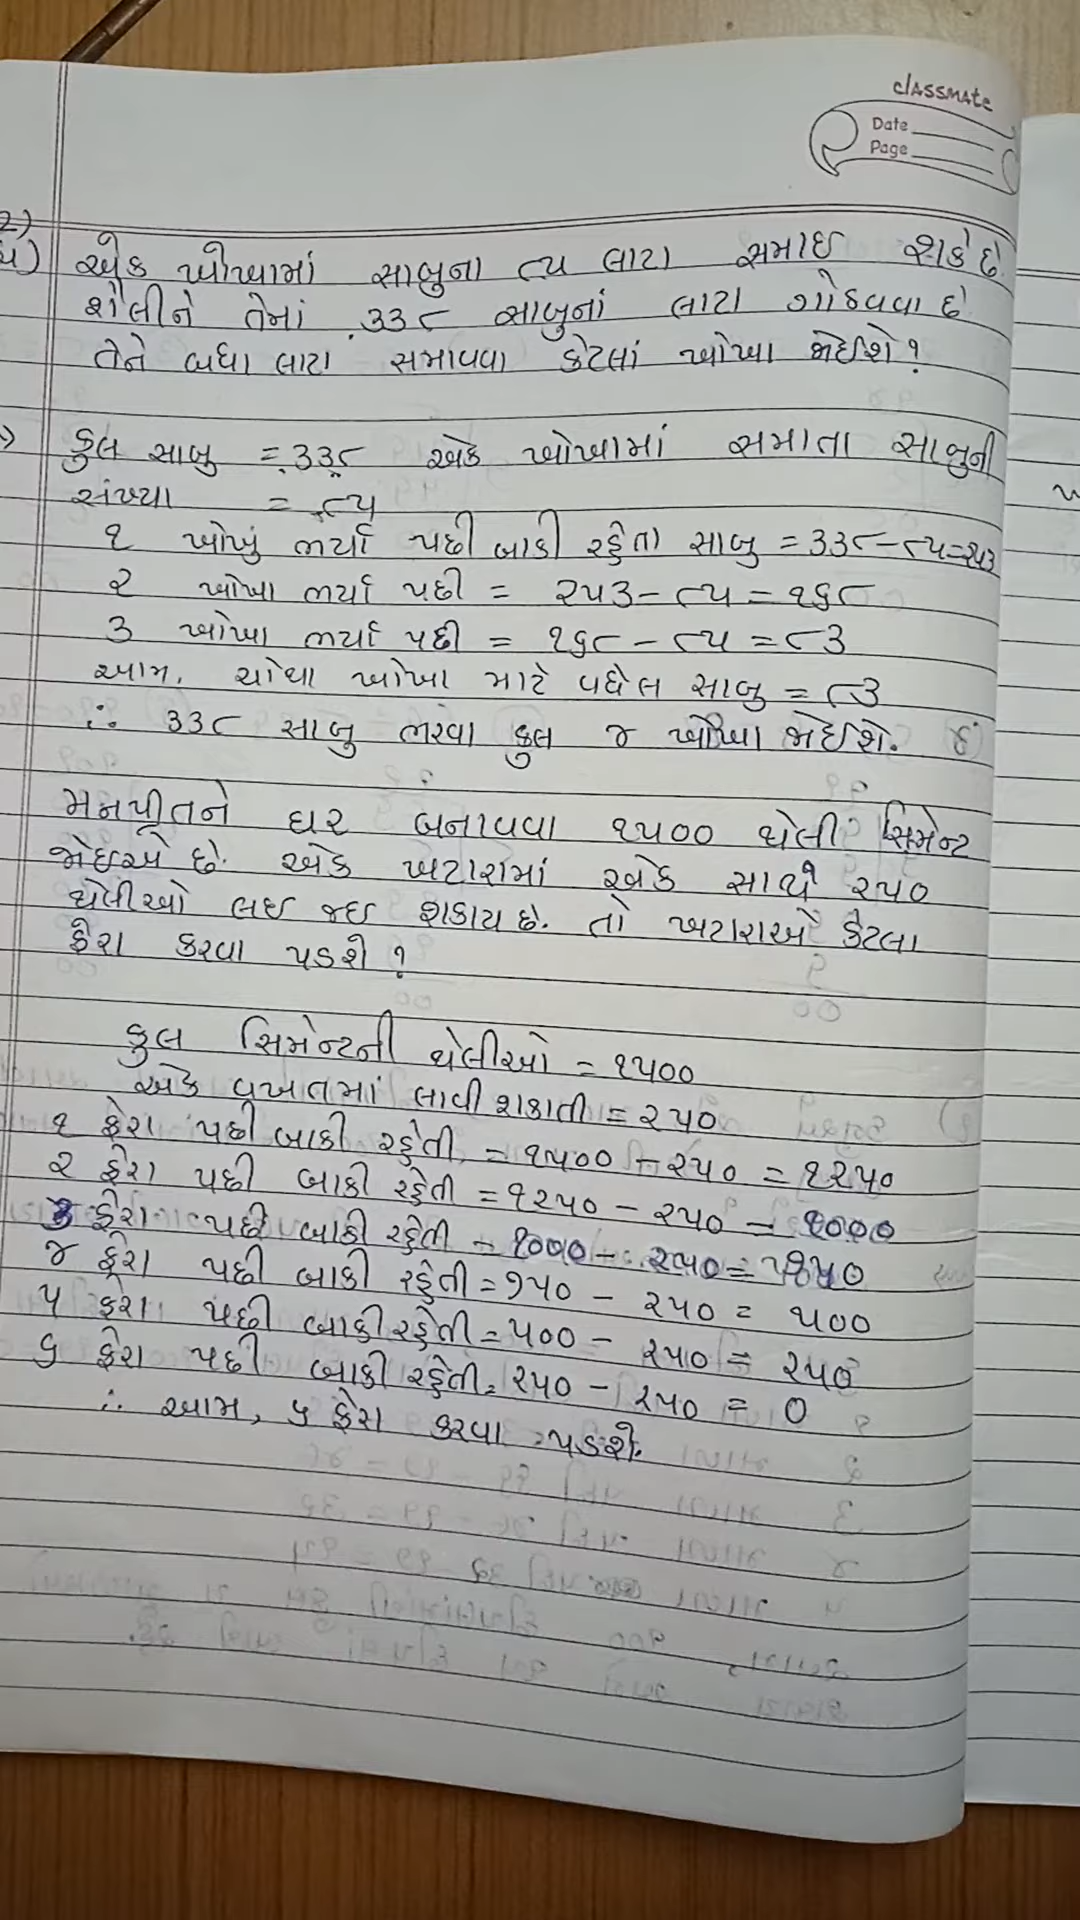 classmate
Date
Page
૨)
૫) એક ખોખામાં સાબુના ૮૫ લાટા સમાઇ શકે છે
શૈલીને તેમાં ૩૩૮ સાબુનાં લાટા ગોઠવવા છે
તેને બધા લાટા સમાવવા કેટલાં ખોખા જોઈશે ?
કુલ સાબુ = ૩૩૮ એક ખોખામાં સમાતા સાબુની
સંખ્યા = ૮૫
૧ ખોખું ભર્યા પછી બાકી રહેતા સાબુ = ૩૩૮ - ૮૫ = ૨૫૩
૨ ખોખા ભર્યા પછી = ૨૫૩ - ૮૫ = ૧૬૮
૩ ખોખા ભર્યા પછી = ૧૬૮ - ૮૫ = ૮૩
આમ, ચોથા ખોખા માટે વધેલ સાબુ = ૮૩
∴ ૩૩૮ સાબુ ભરવા કુલ ૪ ખોખા જોઈશે.
મનપ્રીતને ઘર બનાવવા ૧૫૦૦ થેલી સિમેન્ટ
જોઇએ છે. એક ખટારામાં એક સાથે ૨૫૦
થેલીઓ લઇ જઇ શકાય છે. તો ખટારાએ કેટલા
ફેરા કરવા પડશે ?
કુલ સિમેન્ટની થેલીઓ = ૧૫૦૦
એક વખતમાં લાવી શકાતી = ૨૫૦
૧ ફેરા પછી બાકી રહેતી = ૧૫૦૦ - ૨૫૦ = ૧૨૫૦
૨ ફેરા પછી બાકી રહેતી = ૧૨૫૦ - ૨૫૦ = ૧૦૦૦
૩ ફેરા પછી બાકી રહેતી = ૧૦૦૦ - ૨૫૦ = ૭૫૦
૪ ફેરા પછી બાકી રહેતી = ૭૫૦ - ૨૫૦ = ૫૦૦
૫ ફેરા પછી બાકી રહેતી = ૫૦૦ - ૨૫૦ = ૨૫૦
૬ ફેરા પછી બાકી રહેતી = ૨૫૦ - ૨૫૦ = ૦
∴ આમ, ૬ ફેરા કરવા પડશે.